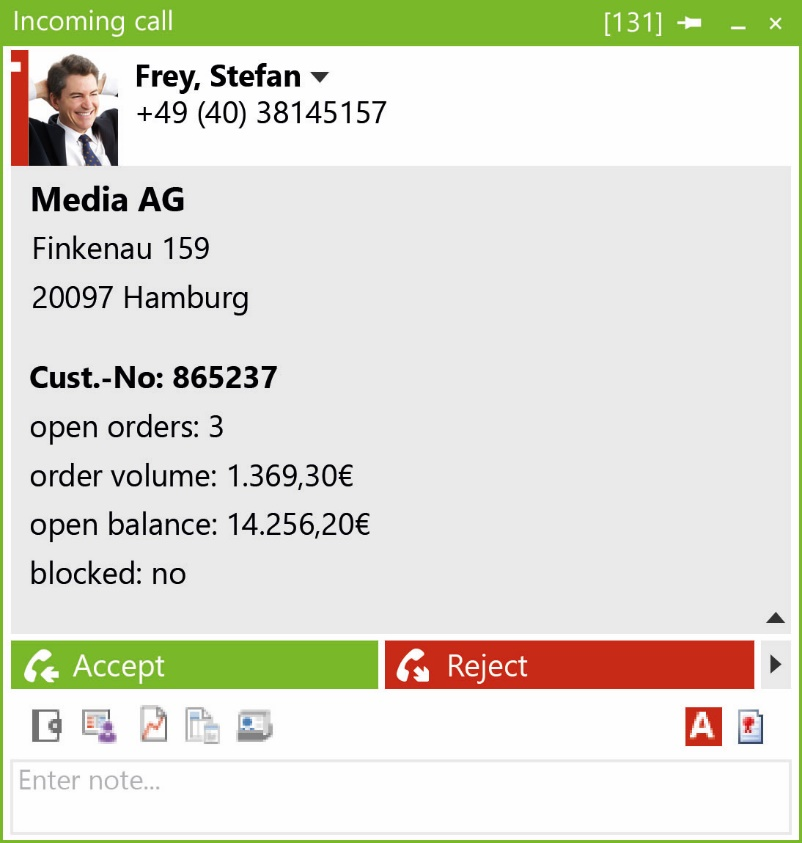 Incoming call [131]
Frey, Stefan
+49 (40) 38145157
Media AG
Finkenau 159
20097 Hamburg
Cust.-No: 865237
open orders: 3
order volume: 1.369,30€
open balance: 14.256,20€
blocked: no
Accept Reject
A
Enter note...